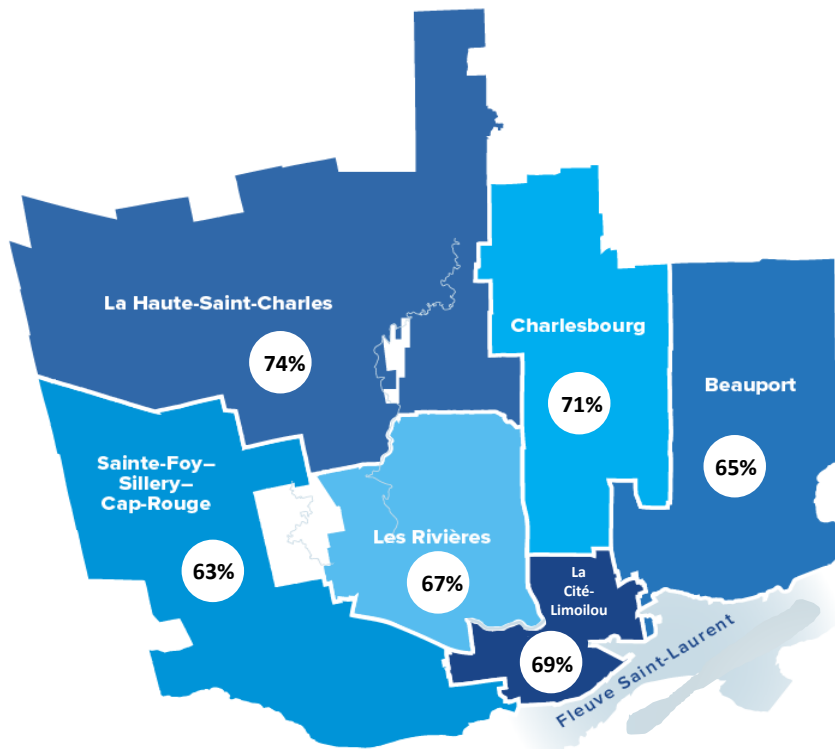 La Haute-Saint-Charles
74%
Charlesbourg
71%
Beauport
65%
Sainte-Foy–
Sillery–
Cap-Rouge
63%
Les Rivières
67%
La
Cité-
Limoilou
69%
Fleuve Saint-Laurent